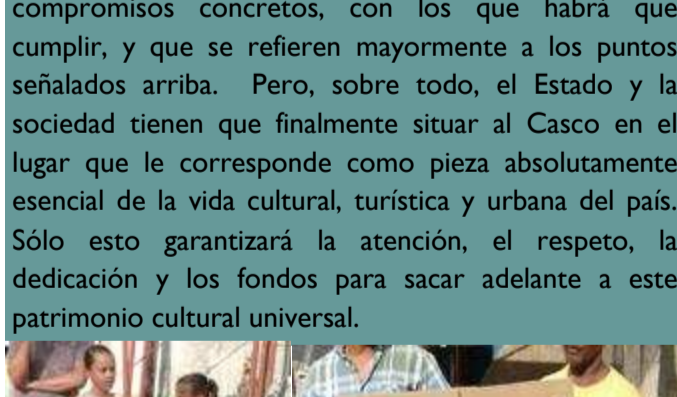 compromisos concretos, con los que habrá que
cumplir, y que se refieren mayormente a los puntos
señalados arriba. Pero, sobre todo, el Estado y la
sociedad tienen que finalmente situar al Casco en el
lugar que le corresponde como pieza absolutamente
esencial de la vida cultural, turística y urbana del país.
Sólo esto garantizará la atención, el respeto, la
dedicación y los fondos para sacar adelante a este
patrimonio cultural universal.